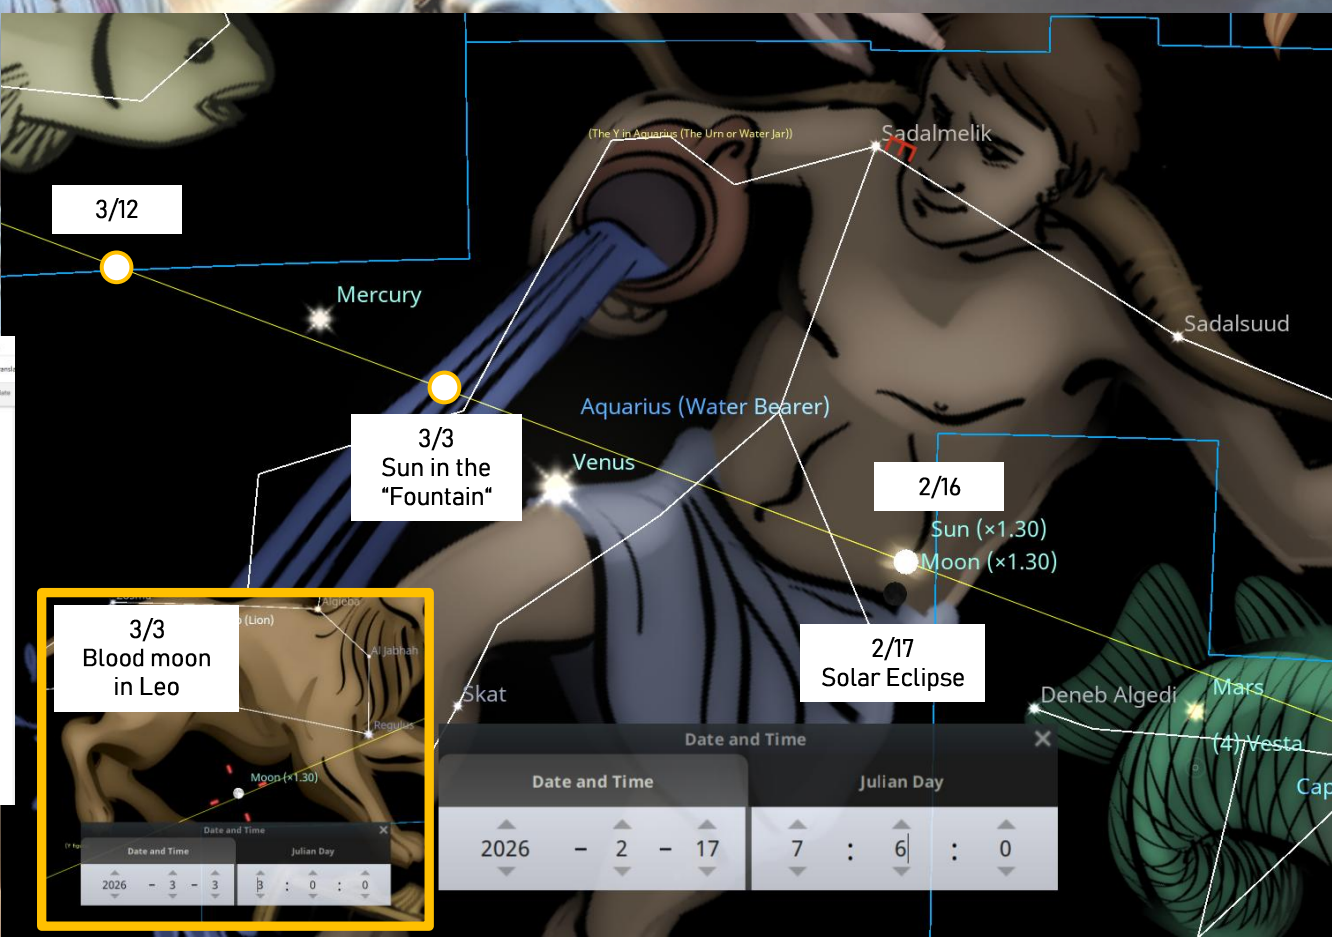 (The Y in Aquarius (The Urn or Water Jar))
Sadalmelik
3/12
Mercury
Sadalsuud
3/3
Sun in the
“Fountain“
Aquarius (Water Bearer)
Venus
2/16
Sun (×1.30)
Moon (×1.30)
2/17
Solar Eclipse
Skat
Deneb Algedi
Mars
(4) Vesta
Cap
Date and Time ×
Date and Time Julian Day
2026 - 2 - 17 7 : 6 : 0
Algieba
3/3
Blood moon
in Leo
(Lion)
Al Jabhah
Regulus
Moon (×1.30)
Date and Time ×
Date and Time Julian Day
2026 - 3 - 3 3 : 0 : 0